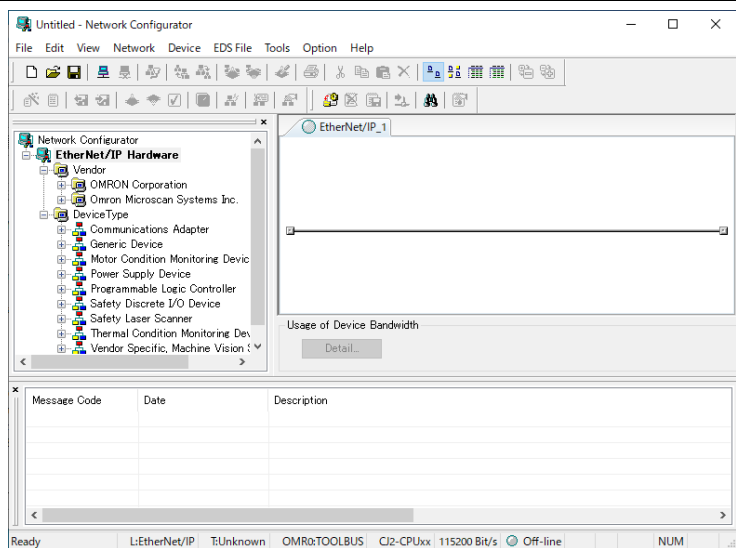 Untitled - Network Configurator
File Edit View Network Device EDS File Tools Option Help
EtherNet/IP_1
Network Configurator
EtherNet/IP Hardware
Vendor
OMRON Corporation
Omron Microscan Systems Inc.
DeviceType
Communications Adapter
Generic Device
Motor Condition Monitoring Devic
Power Supply Device
Programmable Logic Controller
Safety Discrete I/O Device
Safety Laser Scanner
Thermal Condition Monitoring Dev
Vendor Specific, Machine Vision
Usage of Device Bandwidth
Detail...
Message Code Date Description
Ready L:EtherNet/IP T:Unknown OMR0:TOOLBUS CJ2-CPUxx 115200 Bit/s Off-line NUM